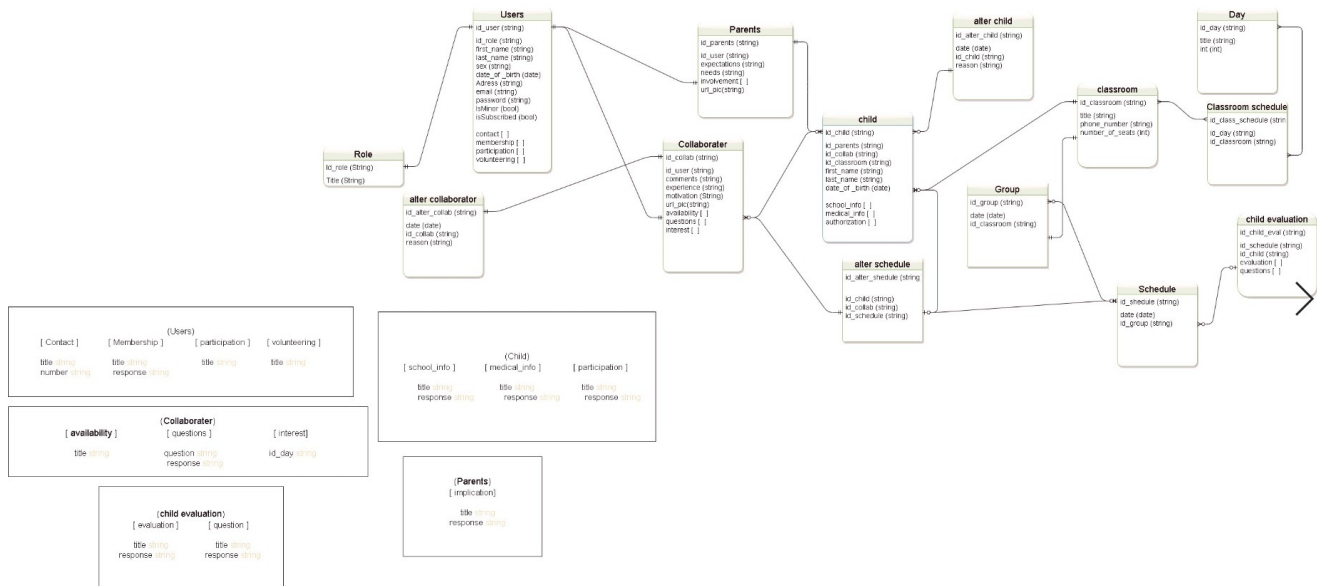 Users
id_user (string)
id_role (string)
first_name (string)
last_name (string)
sex (string)
date_of _birth (date)
Adress (string)
email (string)
password (string)
IsMiner (bool)
isSubscribed (bool)
contact [ ]
membership [ ]
participation [ ]
volunteering [ ]
Parents
id_parents (string)
id_user (string)
expectations (string)
needs (string)
involvement [ ]
url_pic(string)
alter child
id_alter_child (string)
date (date)
id_child (string)
reason (string)
Day
id_day (string)
title (string)
int (int)
classroom
id_classroom (string)
title (string)
phone_number (string)
number_of_seats (int)
Classroom schedule
id_class_schedule (strin
id_day (string)
id_classroom (string)
child
id_child (string)
id_parents (string)
id_collab (string)
id_classroom (string)
first_name (string)
last_name (string)
date_of_birth (date)
school_info [ ]
medical_info [ ]
authorization [ ]
Role
Id_role (String)
Title (String)
Collaborater
id_collab (string)
id_user (string)
comments (string)
experience (string)
motivation (String)
url_pic(string)
availability [ ]
questions [ ]
interest [ ]
alter collaborator
id_alter_collab (string)
date (date)
id_collab (string)
reason (string)
Group
id_group (string)
date (date)
id_classroom (string)
child evaluation
id_child_eval (string)
id_schedule (string)
id_child (string)
evaluation [ ]
questions [ ]
alter schedule
id_alter_shedule (string
id_child (string)
id_collab (string)
id_schedule (string)
Schedule
id_shedule (string)
date (date)
id_group (string)
(Users)
[ Contact ] [ Membership ] [ participation ] [ volunteering ]
title string title string title string title string
number string response string
(Child)
[ school_info ] [ medical_info ] [ participation ]
title string title string title string
response string response string response string
(Collaborater)
[ availability ] [ questions ] [ interest]
title string question string id_day string
response string
(Parents)
[ implication]
title string
response string
(child evaluation)
[ evaluation ] [ question ]
title string title string
response string response string